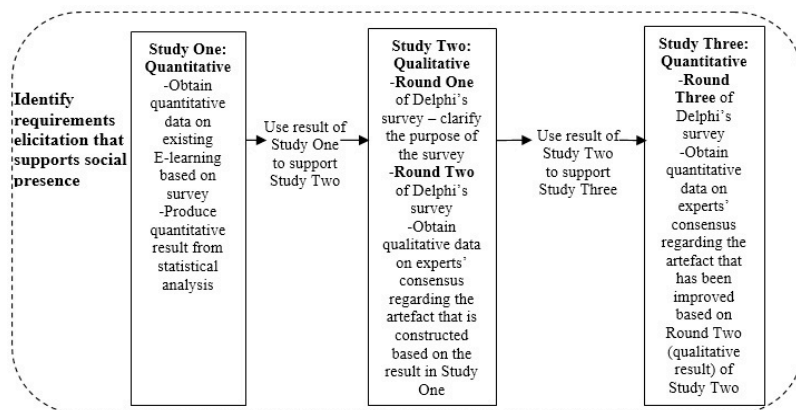 Identify
requirements
elicitation that
supports social
presence
Study One:
Quantitative
-Obtain
quantitative
data on
existing
E-learning
based on
survey
-Produce
quantitative
result from
statistical
analysis
Use result of
Study One
to support
Study Two
Study Two:
Qualitative
-Round One
of Delphi's
survey – clarify
the purpose of
the survey
-Round Two
of Delphi's
survey
-Obtain
qualitative data
on experts'
consensus
regarding the
artefact that is
constructed
based on the
result in Study
One
Use result of
Study Two
to support
Study Three
Study Three:
Quantitative
-Round
Three of
Delphi's
survey
-Obtain
quantitative
data on
experts'
consensus
regarding the
artefact that
has been
improved
based on
Round Two
(qualitative
result) of
Study Two